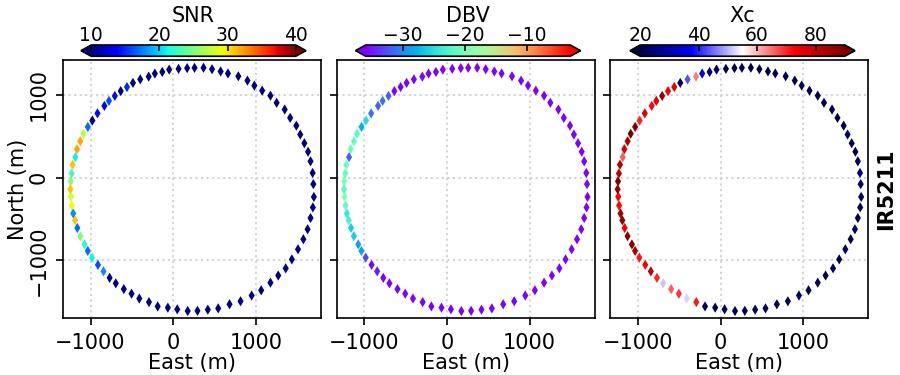 SNR DBV Xc
10 20 30 40 −30 −20 −10 20 40 60 80
1000
0
−1000
North (m)
IR5211
−1000 0 1000 −1000 0 1000 −1000 0 1000
East (m) East (m) East (m)